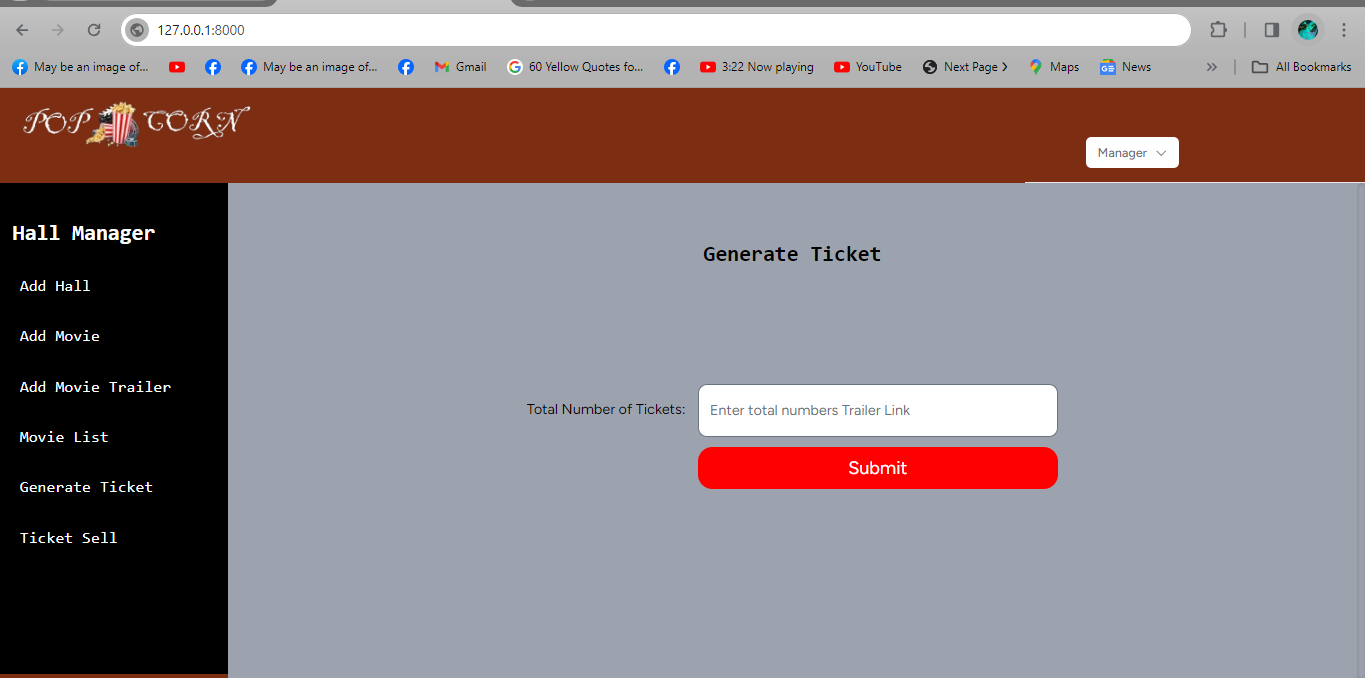 127.0.0.1:8000
May be an image of...
May be an image of...
Gmail
60 Yellow Quotes fo...
3:22 Now playing
YouTube
Next Page
Maps
News
All Bookmarks
POP CORN
Manager
Hall Manager
Add Hall
Add Movie
Add Movie Trailer
Movie List
Generate Ticket
Ticket Sell
Generate Ticket
Total Number of Tickets:
Enter total numbers Trailer Link
Submit